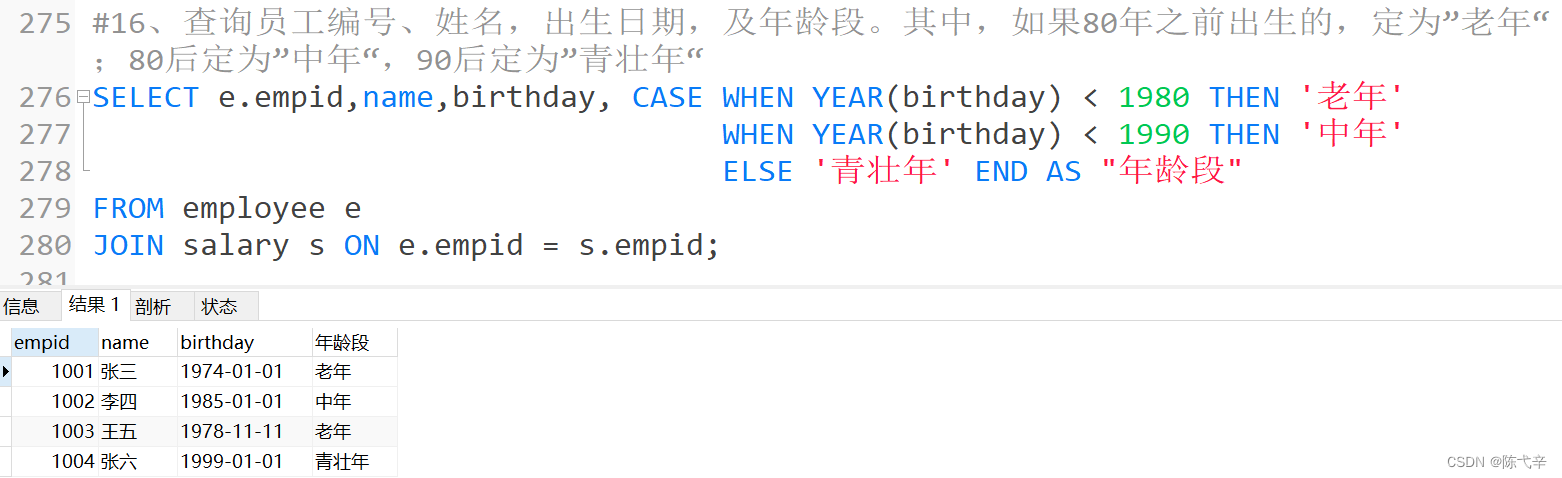 275 #16、查询员工编号、姓名，出生日期，及年龄段。其中，如果80年之前出生的，定为”老年“
；80后定为”中年“，90后定为”青壮年“
276 SELECT e.empid,name,birthday, CASE WHEN YEAR(birthday) < 1980 THEN '老年'
277 WHEN YEAR(birthday) < 1990 THEN '中年'
278 ELSE '青壮年' END AS "年龄段"
279 FROM employee e
280 JOIN salary s ON e.empid = s.empid;
281
信息 结果 1 剖析 状态
empid name birthday 年龄段
1001 张三 1974-01-01 老年
1002 李四 1985-01-01 中年
1003 王五 1978-11-11 老年
1004 张六 1999-01-01 青壮年
CSDN @陈弋辛